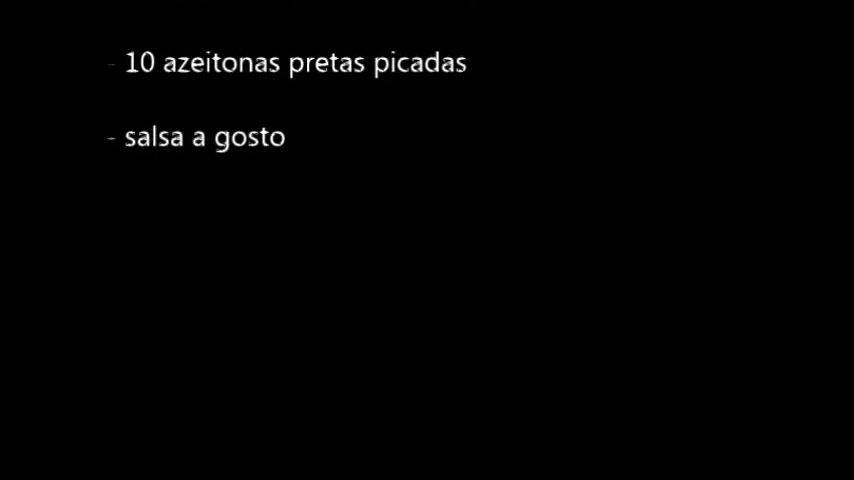 - 10 azeitonas pretas picadas
- salsa a gosto